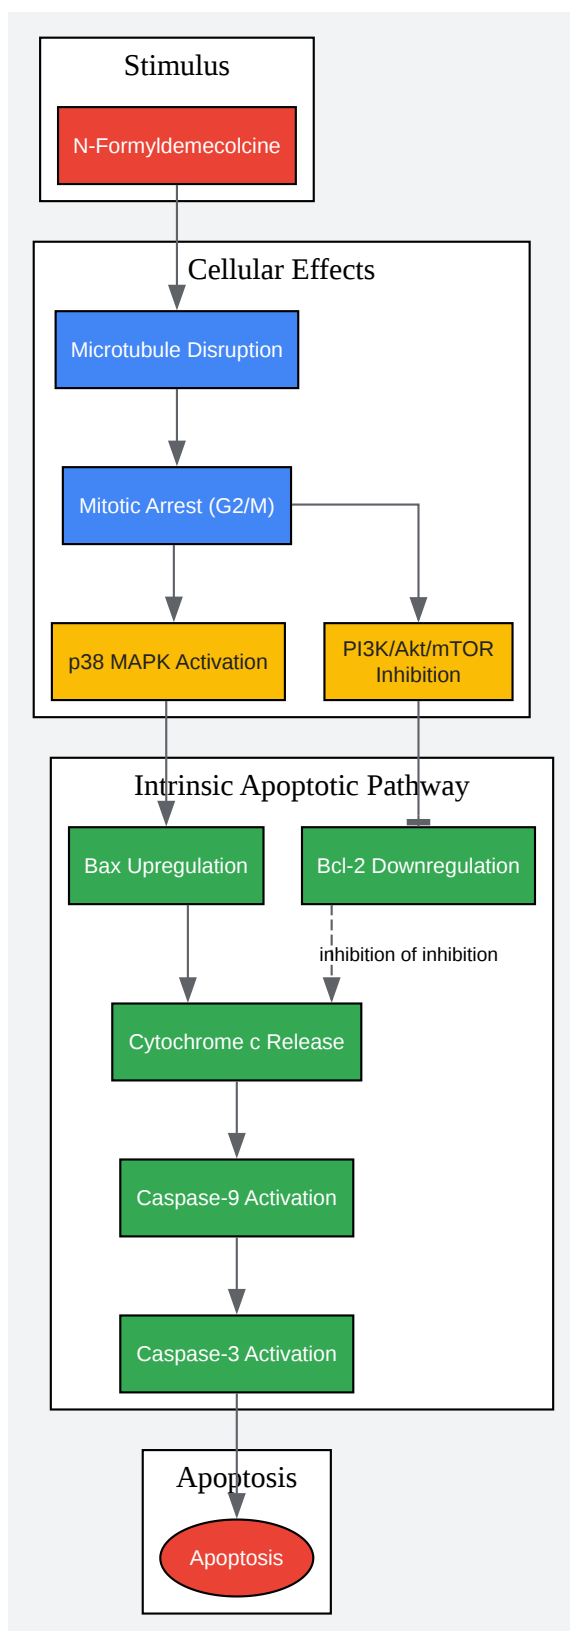 Stimulus
N-Formyldemecolcine
Cellular Effects
Microtubule Disruption
Mitotic Arrest (G2/M)
p38 MAPK Activation
PI3K/Akt/mTOR
Inhibition
Intrinsic Apoptotic Pathway
Bax Upregulation
Bcl-2 Downregulation
inhibition of inhibition
Cytochrome c Release
Caspase-9 Activation
Caspase-3 Activation
Apoptosis
Apoptosis